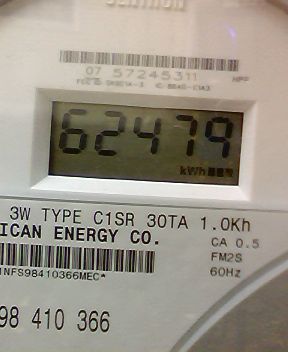 CENTRON
07 57245311
62479
kWh
3W TYPE C1SR 30TA 1.0Kh
ICAN ENERGY CO.
CA 0.5
FM2S
60Hz
INFS98410366MEC*
98 410 366